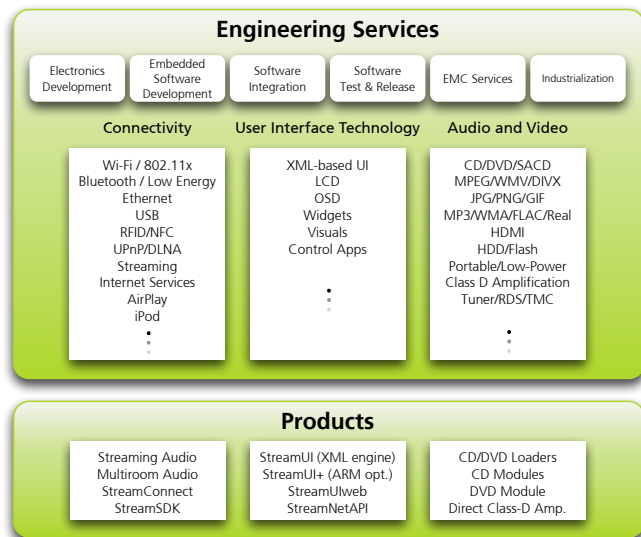 Engineering Services
Electronics
Development
Embedded
Software
Development
Software
Integration
Software
Test & Release
EMC Services
Industrialization
Connectivity
Wi-Fi / 802.11x
Bluetooth / Low Energy
Ethernet
USB
RFID/NFC
UPnP/DLNA
Streaming
Internet Services
AirPlay
iPod
User Interface Technology
XML-based UI
LCD
OSD
Widgets
Visuals
Control Apps
Audio and Video
CD/DVD/SACD
MPEG/WMV/DIVX
JPG/PNG/GIF
MP3/WMA/FLAC/Real
HDMI
HDD/Flash
Portable/Low-Power
Class D Amplification
Tuner/RDS/TMC
Products
Streaming Audio
Multiroom Audio
StreamConnect
StreamSDK
StreamUI (XML engine)
StreamUI+ (ARM opt.)
StreamUIweb
StreamNetAPI
CD/DVD Loaders
CD Modules
DVD Module
Direct Class-D Amp.